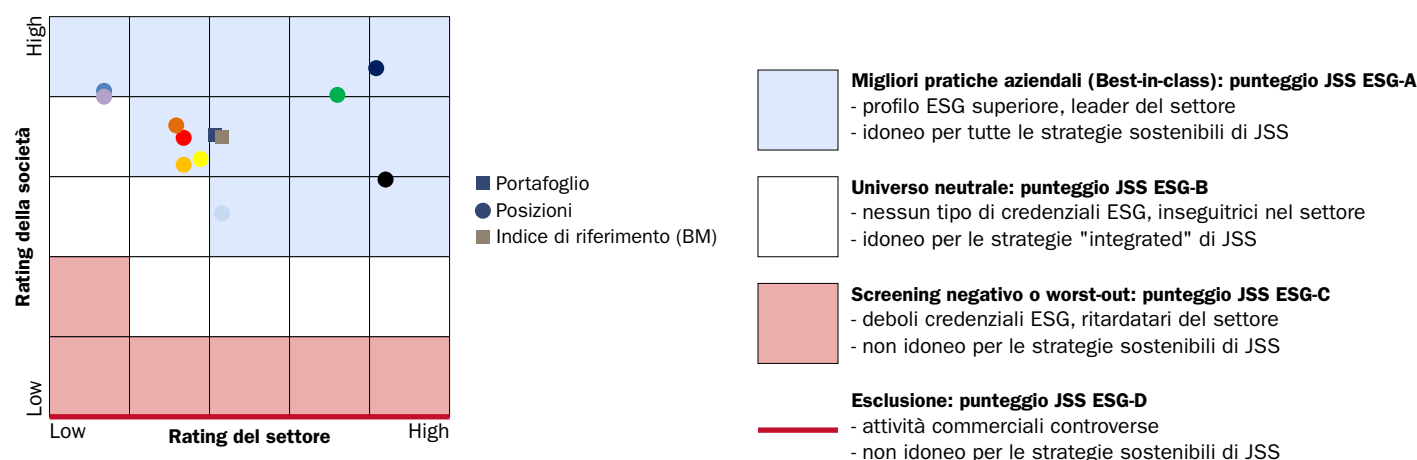 High
Rating della società
Low
Low
Rating del settore
High
Portafoglio
Posizioni
Indice di riferimento (BM)
Migliori pratiche aziendali (Best-in-class): punteggio JSS ESG-A
- profilo ESG superiore, leader del settore
- idoneo per tutte le strategie sostenibili di JSS
Universo neutrale: punteggio JSS ESG-B
- nessun tipo di credenziali ESG, inseguitrici nel settore
- idoneo per le strategie "integrated" di JSS
Screening negativo o worst-out: punteggio JSS ESG-C
- deboli credenziali ESG, ritardatari del settore
- non idoneo per le strategie sostenibili di JSS
Esclusione: punteggio JSS ESG-D
- attività commerciali controverse
- non idoneo per le strategie sostenibili di JSS